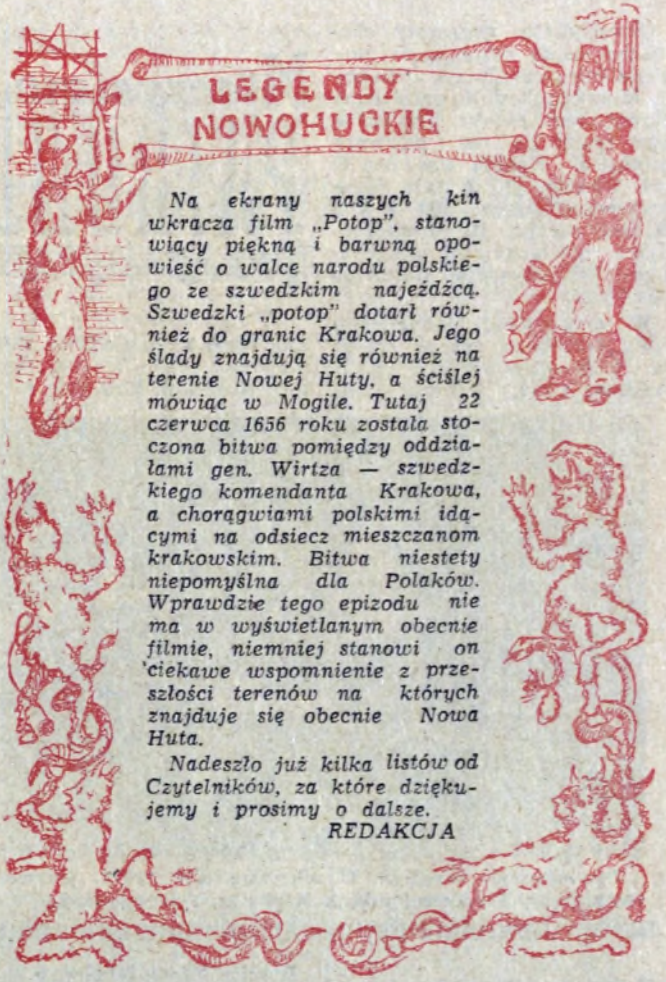 LEGENDY
NOWOHUCKIE
Na ekrany naszych kin
wkracza film „Potop", stano-
wiący piękną i barwną opo-
wieść o walce narodu polskie-
go ze szwedzkim najeźdźcą.
Szwedzki „potop" dotarł rów-
nież do granic Krakowa. Jego
ślady znajdują się również na
terenie Nowej Huty, a ściślej
mówiąc w Mogile. Tutaj 22
czerwca 1656 roku została sto-
czona bitwa pomiędzy oddzia-
łami gen. Wirtza — szwedz-
kiego komendanta Krakowa,
a chorągwiami polskimi idą-
cymi na odsiecz mieszczanom
krakowskim. Bitwa niestety
niepomyślna dla Polaków.
Wprawdzie tego epizodu nie
ma w wyświetlanym obecnie
filmie, niemniej stanowi on
ciekawe wspomnienie z prze-
szłości terenów na których
znajduje się obecnie Nowa
Huta.
Nadeszło już kilka listów od
Czytelników, za które dzięku-
jemy i prosimy o dalsze.
REDAKCJA